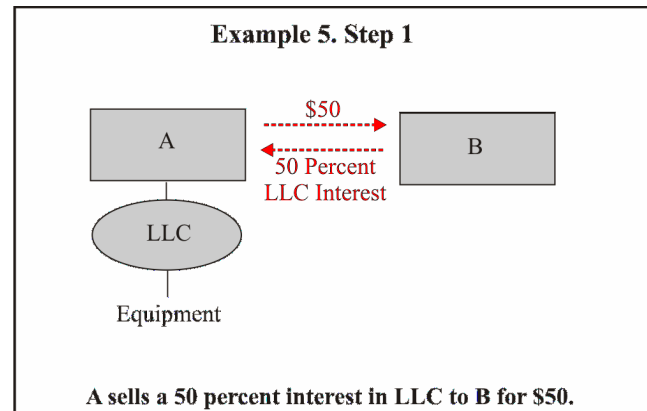 Example 5. Step 1
$50
A
B
50 Percent
LLC Interest
LLC
Equipment
A sells a 50 percent interest in LLC to B for $50.